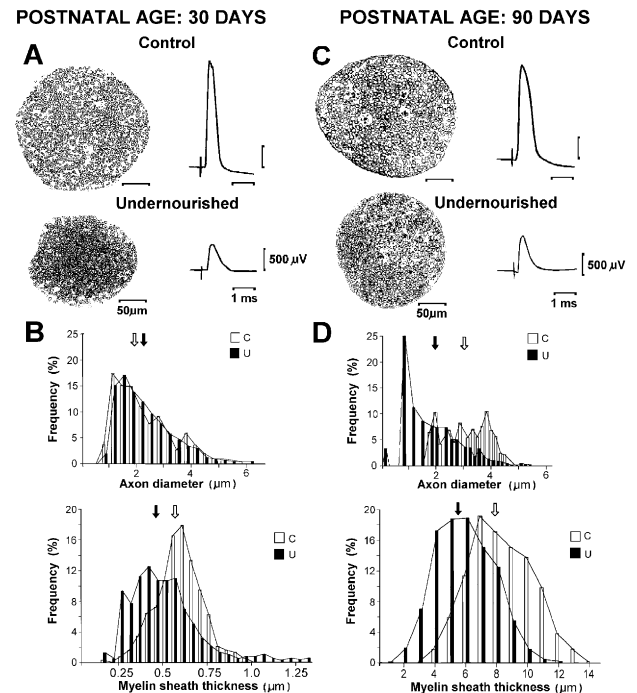 POSTNATAL AGE: 30 DAYS
POSTNATAL AGE: 90 DAYS
A
Control
C
Control
Undernourished
Undernourished
500 μV
500 μV
50μm
1 ms
50μm
1 ms
B
D
25
20
15
10
5
0
Frequency (%)
C
U
2
4
6
Axon diameter (μm)
25
20
15
10
5
0
Frequency (%)
C
U
0
2
4
6
Axon diameter (μm)
20
16
12
8
4
0
Frequency (%)
C
U
0.25
0.5
0.75
1.0
1.25
Myelin sheath thickness (μm)
20
16
12
8
4
0
Frequency (%)
C
U
2
4
6
8
10
12
14
Myelin sheath thickness (μm)